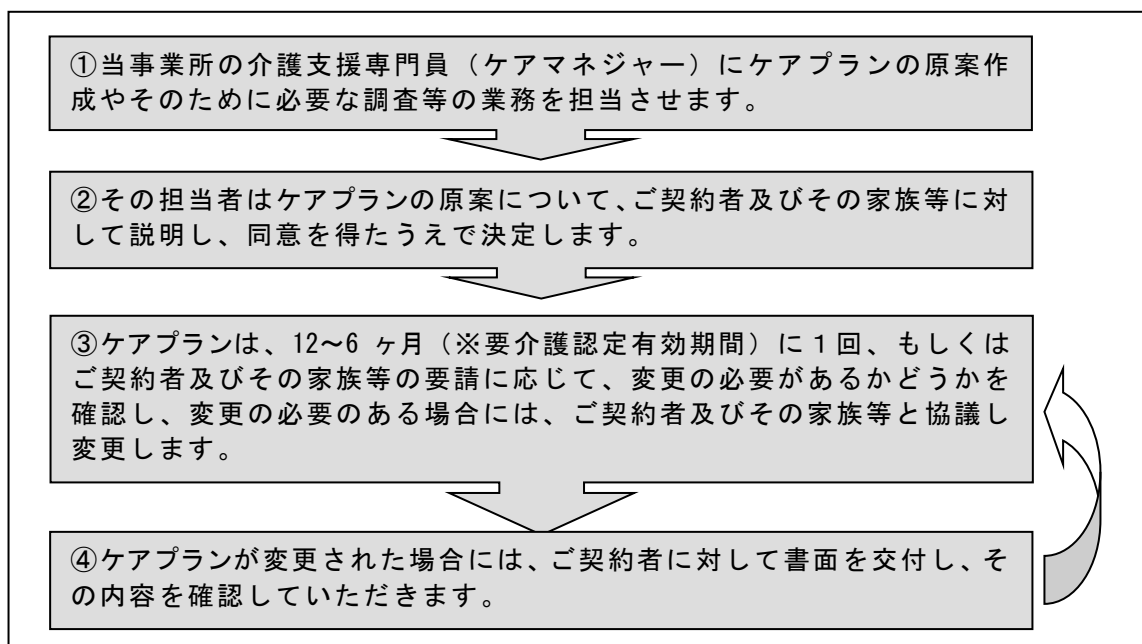 ①当事業所の介護支援専門員（ケアマネジャー）にケアプランの原案作
成やそのために必要な調査等の業務を担当させます。
②その担当者はケアプランの原案について、ご契約者及びその家族等に対
して説明し、同意を得たうえで決定します。
③ケアプランは、12～6 ヶ月（※要介護認定有効期間）に１回、もしくは
ご契約者及びその家族等の要請に応じて、変更の必要があるかどうかを
確認し、変更の必要のある場合には、ご契約者及びその家族等と協議し
変更します。
④ケアプランが変更された場合には、ご契約者に対して書面を交付し、そ
の内容を確認していただきます。